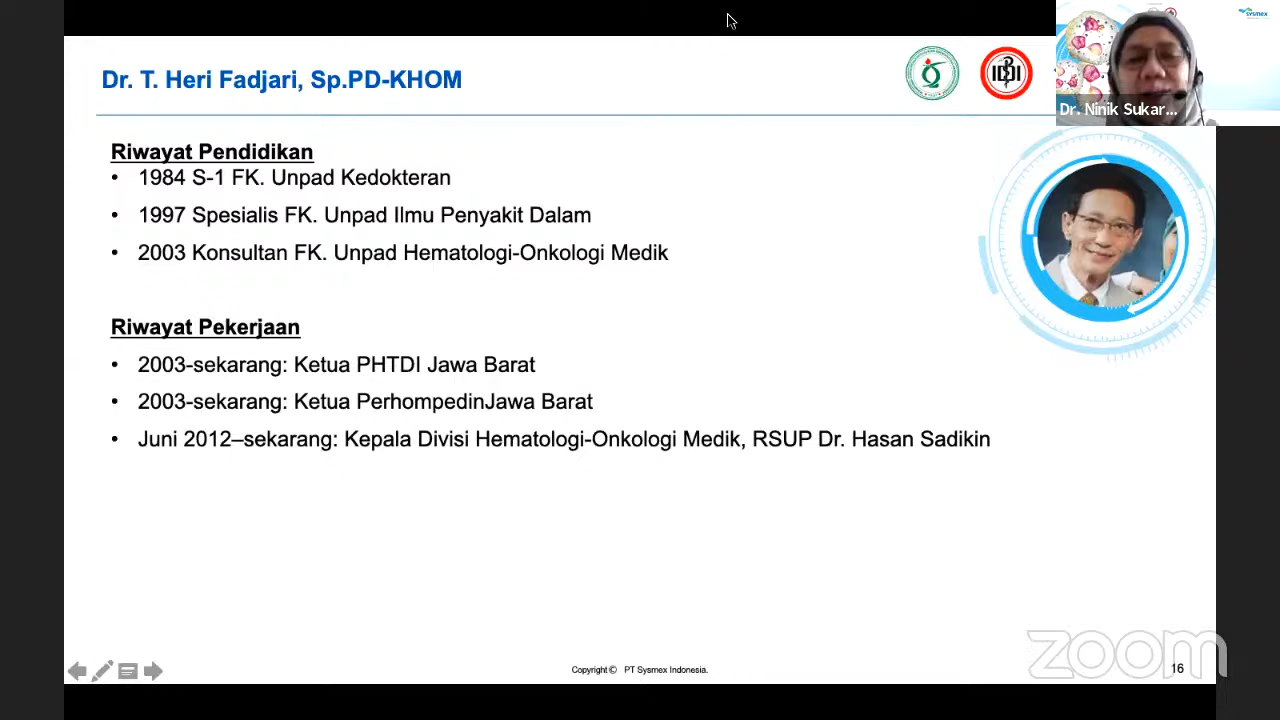 Dr. T. Heri Fadjari, Sp.PD-KHOM
IDI
sysmex
Dr. Ninik Sukar...
Riwayat Pendidikan
• 1984 S-1 FK. Unpad Kedokteran
• 1997 Spesialis FK. Unpad Ilmu Penyakit Dalam
• 2003 Konsultan FK. Unpad Hematologi-Onkologi Medik
Riwayat Pekerjaan
• 2003-sekarang: Ketua PHTDI Jawa Barat
• 2003-sekarang: Ketua PerhompedinJawa Barat
• Juni 2012–sekarang: Kepala Divisi Hematologi-Onkologi Medik, RSUP Dr. Hasan Sadikin
zoom
Copyright © PT Sysmex Indonesia.
16